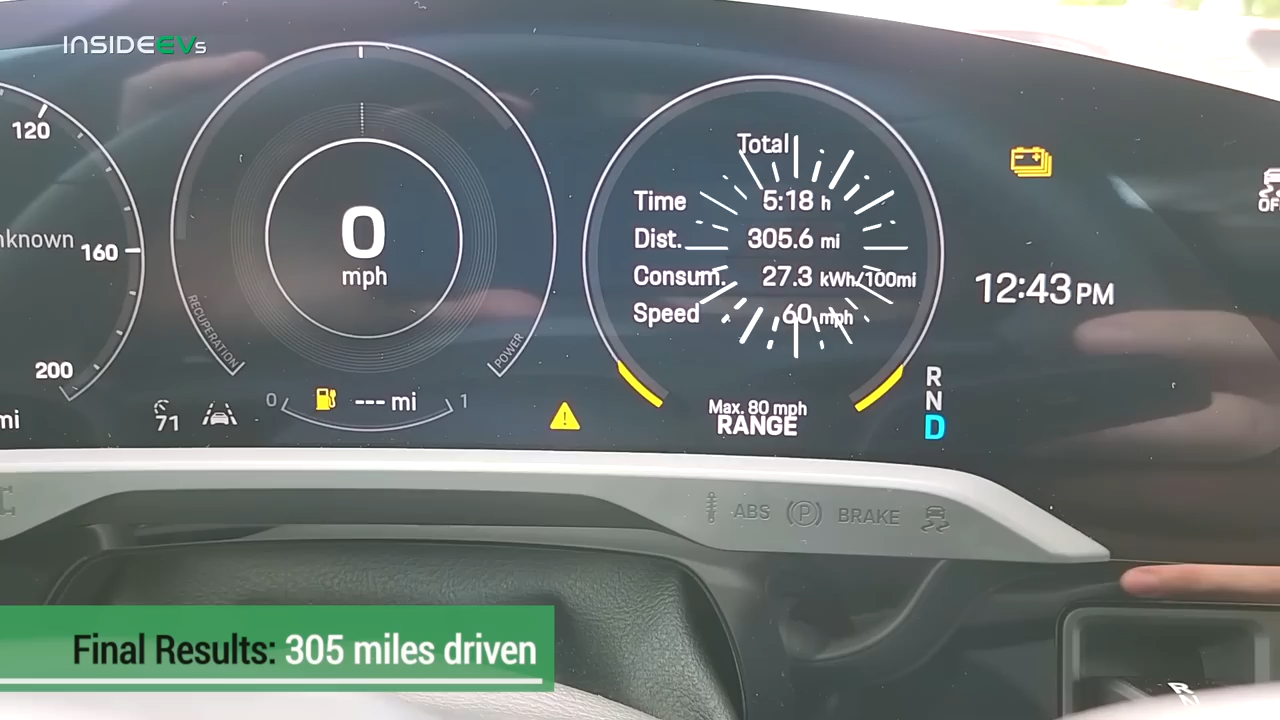 INSIDEEVs
120
nknown 160
200
mi
RECUPERATION
0
mph
POWER
71
0 --- mi 1
Total
Time 5:18 h
Dist. 305.6 mi
Consum. 27.3 kWh/100mi
Speed 60 mph
Max. 80 mph
RANGE
12:43 PM
OFF
R
N
D
ABS (P) BRAKE
Final Results: 305 miles driven
R